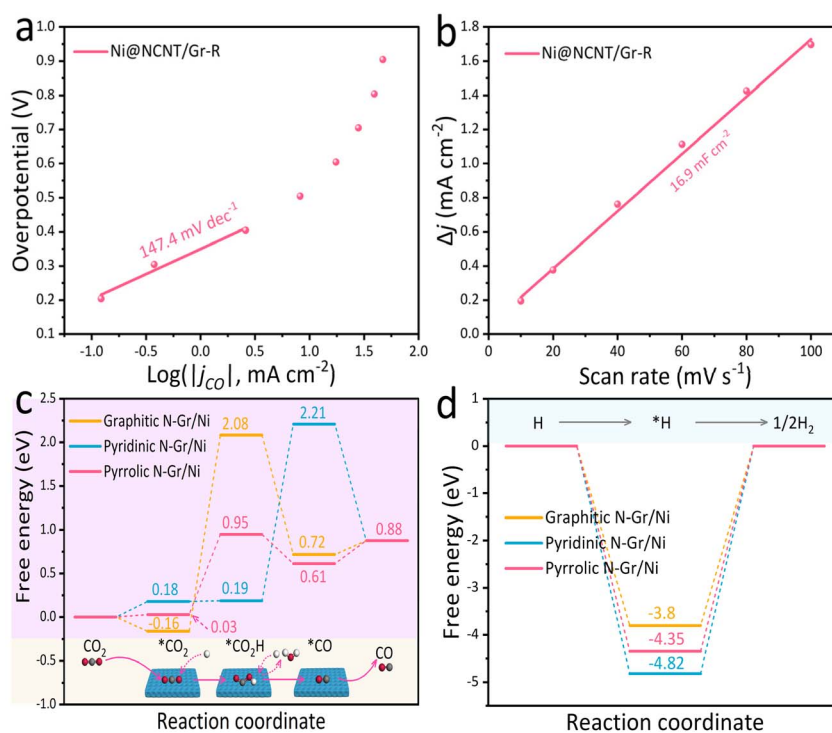 a
Ni@NCNT/Gr-R
Overpotential (V)
1.0
0.9
0.8
0.7
0.6
0.5
0.4
0.3
0.2
0.1
147.4 mV dec⁻¹
-1.0 -0.5 0.0 0.5 1.0 1.5 2.0
Log(|j_CO|, mA cm⁻²)
b
Ni@NCNT/Gr-R
Δj (mA cm⁻²)
1.8
1.6
1.4
1.2
1.0
0.8
0.6
0.4
0.2
0.0
16.9 mF cm⁻²
0 20 40 60 80 100
Scan rate (mV s⁻¹)
c
Free energy (eV)
2.5
2.0
1.5
1.0
0.5
0.0
-0.5
-1.0
Graphitic N-Gr/Ni
Pyridinic N-Gr/Ni
Pyrrolic N-Gr/Ni
2.08
2.21
0.95
0.72
0.88
0.61
0.18
0.19
-0.16
0.03
CO₂ *CO₂ *CO₂H *CO CO
Reaction coordinate
d
Free energy (eV)
1
0
-1
-2
-3
-4
-5
H *H 1/2H₂
Graphitic N-Gr/Ni
Pyridinic N-Gr/Ni
Pyrrolic N-Gr/Ni
-3.8
-4.35
-4.82
Reaction coordinate